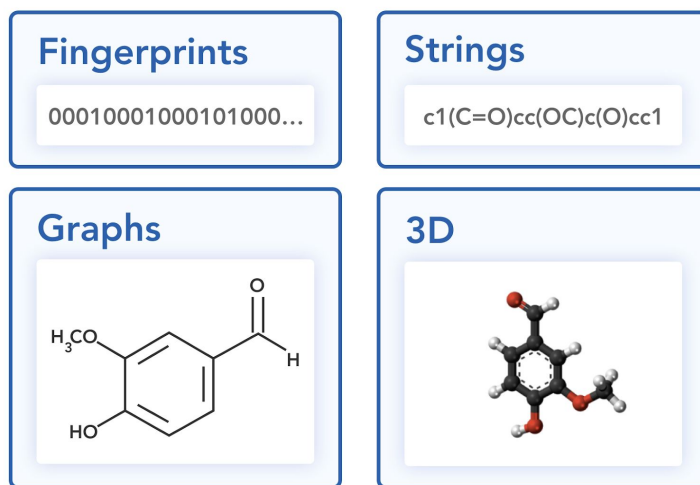 Fingerprints
00010001000101000...
Strings
c1(C=O)cc(OC)c(O)cc1
Graphs
O
H3CO
H
HO
3D